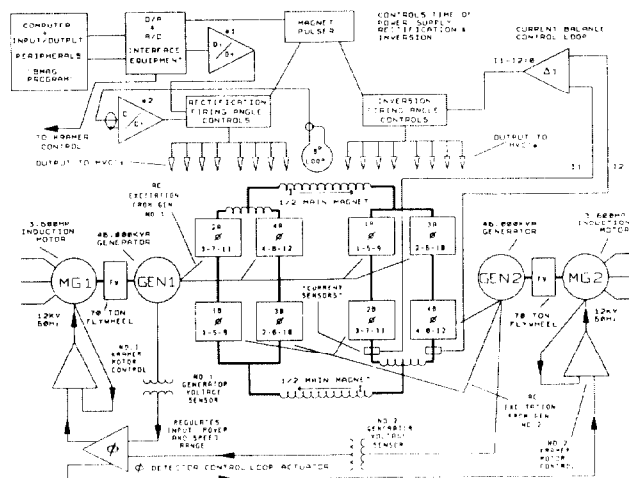 COMPUTER
+
INPUT/OUTPUT
PERIPHERALS
"BMAG
PROGRAM"
D/A
&
A/D
INTERFACE
EQUIPMENT
#1
MAGNET
PULSER
CONTROLS TIME OF
POWER SUPPLY
RECTIFICATION
& INVERSION
CURRENT BALANCE
CONTROL LOOP
I1-I2=0
Δ1
#2
TO KRAMER
CONTROL
RECTIFICATION
FIRING ANGLE
CONTROLS
INVERSION
FIRING ANGLE
CONTROLS
LOOP
OUTPUT TO
OUTPUT TO
I1
I2
AC
EXCITATION
FROM GEN
NO.1
1/2 MAIN MAGNET
3.600HP
INDUCTION
MOTOR
46.000KVA
GENERATOR
46.000KVA
GENERATOR
3.600HP
INDUCTION
MOTOR
2A
Ø
3-7-11
4A
Ø
4-8-12
1A
Ø
1-5-9
3A
Ø
2-6-10
MG1
FW
GEN1
"CURRENT
SENSORS"
GEN2
FW
MG2
1B
Ø
1-5-9
3B
Ø
2-6-10
2B
Ø
3-7-11
4B
Ø
4-8-12
12KV
60Hz
70 TON
FLYWHEEL
70 TON
FLYWHEEL
12KV
60Hz
NO.1
KRAMER
MOTOR
CONTROL
NO.1
GENERATOR
VOLTAGE
SENSOR
1/2 MAIN MAGNET
AC
EXCITATION
FROM GEN
NO.2
REGULATES
INPUT POWER
AND SPEED
RANGE
NO.2
GENERATOR
VOLTAGE
SENSOR
NO.2
KRAMER
MOTOR
CONTROL
Ø
Ø DETECTOR CONTROL LOOP ACTUATOR